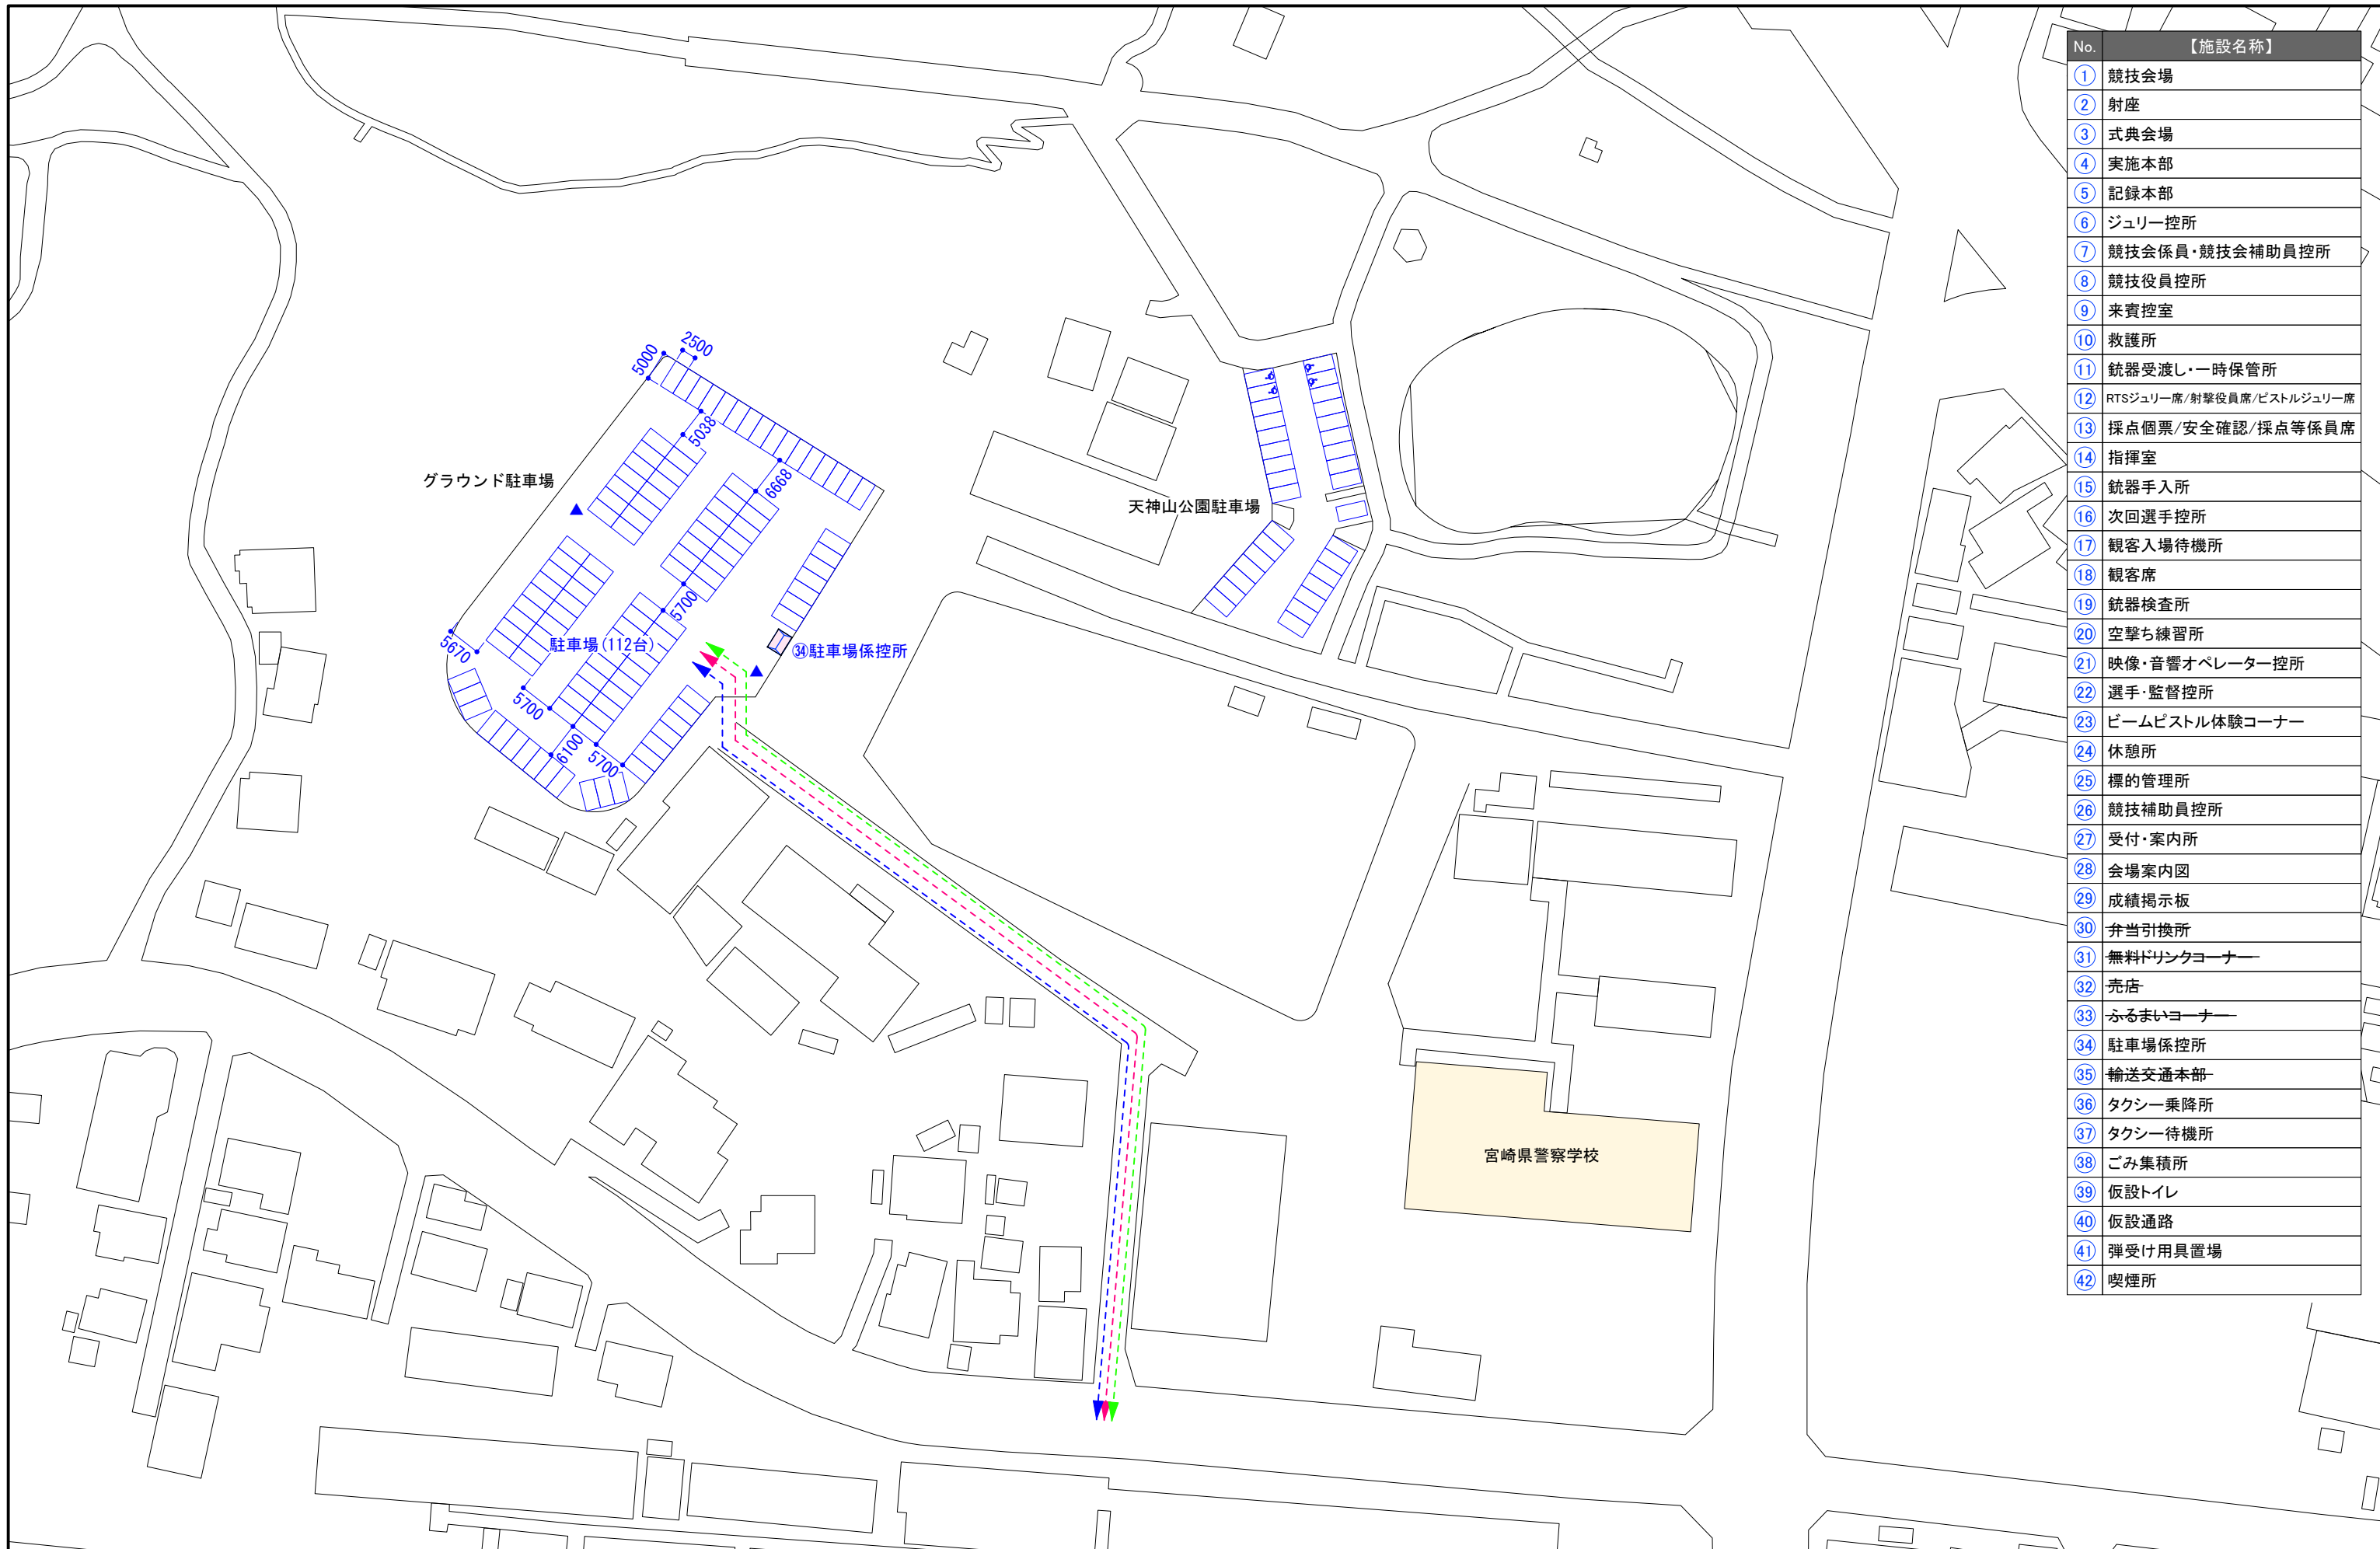 No. 【施設名称】
① 競技会場
② 射座
③ 式典会場
④ 実施本部
⑤ 記録本部
⑥ ジュリー控所
⑦ 競技会係員・競技会補助員控所
⑧ 競技役員控所
⑨ 来賓控室
⑩ 救護所
⑪ 銃器受渡し・一時保管所
⑫ RTSジュリー席/射撃役員席/ピストルジュリー席
⑬ 採点個票/安全確認/採点等係員席
⑭ 指揮室
⑮ 銃器手入所
⑯ 次回選手控所
⑰ 観客入場待機所
⑱ 観客席
⑲ 銃器検査所
⑳ 空撃ち練習所
㉑ 映像・音響オペレーター控所
㉒ 選手・監督控所
㉓ ビームピストル体験コーナー
㉔ 休憩所
㉕ 標的管理所
㉖ 競技補助員控所
㉗ 受付・案内所
㉘ 会場案内図
㉙ 成績掲示板
㉚ 弁当引換所
㉛ 無料ドリンクコーナー
㉜ 売店
㉝ ふるまいコーナー
㉞ 駐車場係控所
㉟ 輸送交通本部
㊱ タクシー乗降所
㊲ タクシー待機所
㊳ ごみ集積所
㊴ 仮設トイレ
㊵ 仮設通路
㊶ 弾受け用具置場
㊷ 喫煙所
2500
5000
5038
グラウンド駐車場
6668
天神山公園駐車場
5700
駐車場(112台)
5670
㉞駐車場係控所
5700
6100
5700
宮崎県警察学校